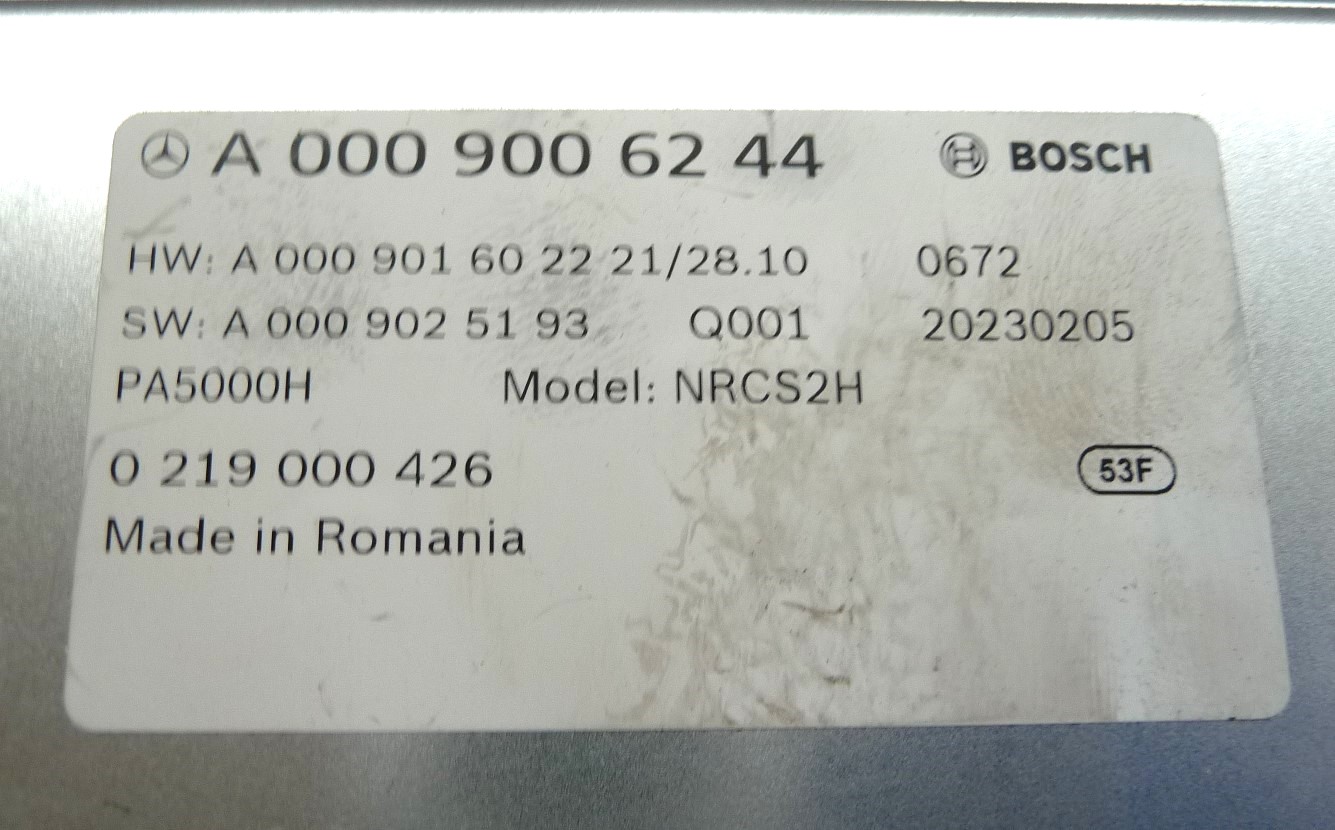 A 000 900 62 44 BOSCH
HW: A 000 901 60 22 21/28.10 0672
SW: A 000 902 51 93 Q001 20230205
PA5000H Model: NRCS2H
0 219 000 426 53F
Made in Romania